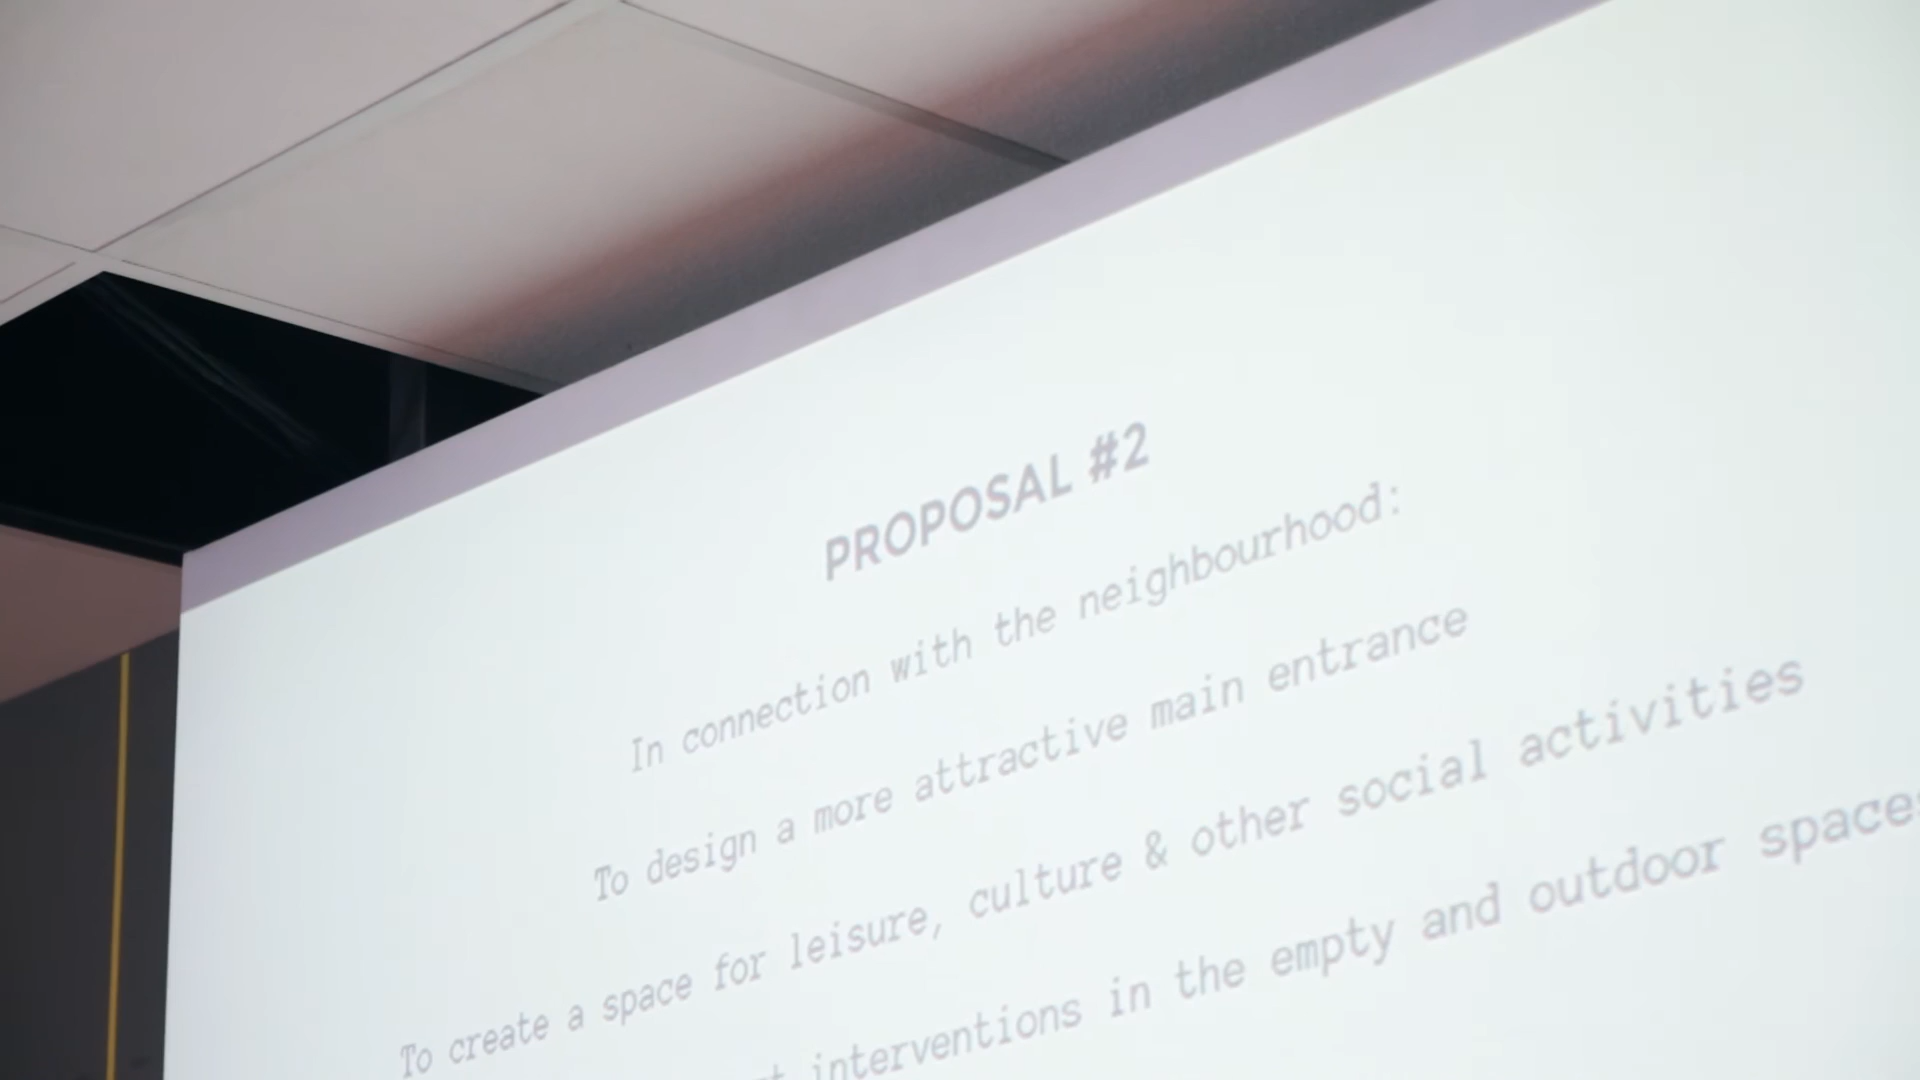 PROPOSAL #2
In connection with the neighbourhood:
To design a more attractive main entrance
To create a space for leisure, culture & other social activities
interventions in the empty and outdoor spaces